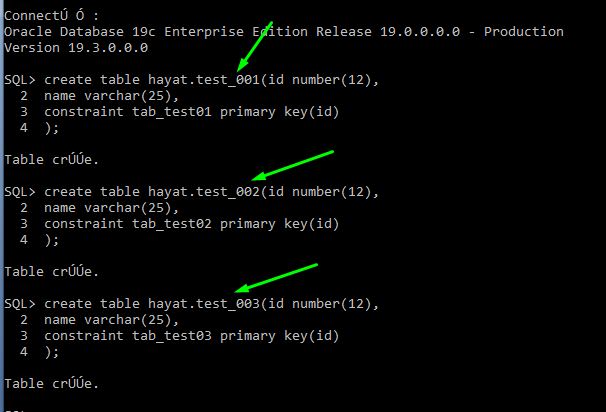 ConnectÚ Ó :
Oracle Database 19c Enterprise Edition Release 19.0.0.0.0 - Production
Version 19.3.0.0.0
SQL> create table hayat.test_001(id number(12),
2 name varchar(25),
3 constraint tab_test01 primary key(id)
4 );
Table crÚÚe.
SQL> create table hayat.test_002(id number(12),
2 name varchar(25),
3 constraint tab_test02 primary key(id)
4 );
Table crÚÚe.
SQL> create table hayat.test_003(id number(12),
2 name varchar(25),
3 constraint tab_test03 primary key(id)
4 );
Table crÚÚe.